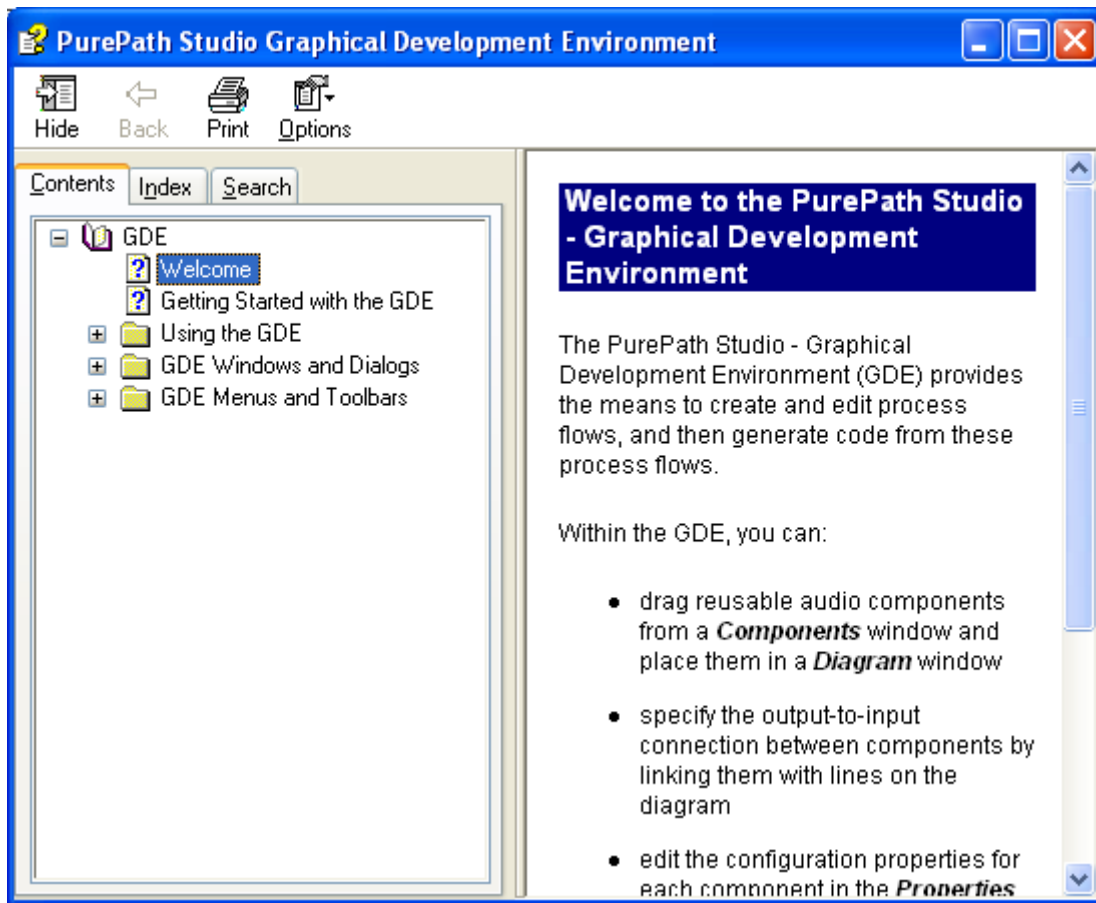 PurePath Studio Graphical Development Environment
Hide Back Print Options
Contents Index Search
GDE
Welcome
Getting Started with the GDE
Using the GDE
GDE Windows and Dialogs
GDE Menus and Toolbars
Welcome to the PurePath Studio
- Graphical Development
Environment
The PurePath Studio - Graphical
Development Environment (GDE) provides
the means to create and edit process
flows, and then generate code from these
process flows.
Within the GDE, you can:
● drag reusable audio components
from a Components window and
place them in a Diagram window
● specify the output-to-input
connection between components by
linking them with lines on the
diagram
● edit the configuration properties for
each component in the Properties